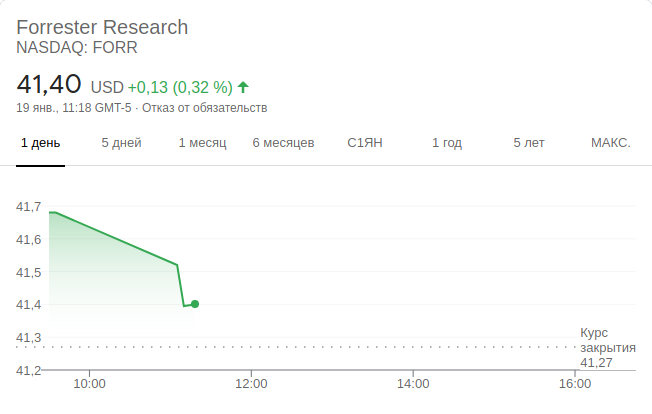 Forrester Research
NASDAQ: FORR
41,40 USD +0,13 (0,32 %)
19 янв., 11:18 GMT-5 · Отказ от обязательств
1 день 5 дней 1 месяц 6 месяцев С1ЯН 1 год 5 лет МАКС.
41,7
41,6
41,5
41,4
41,3
41,2
Курс
закрытия
41,27
10:00 12:00 14:00 16:00